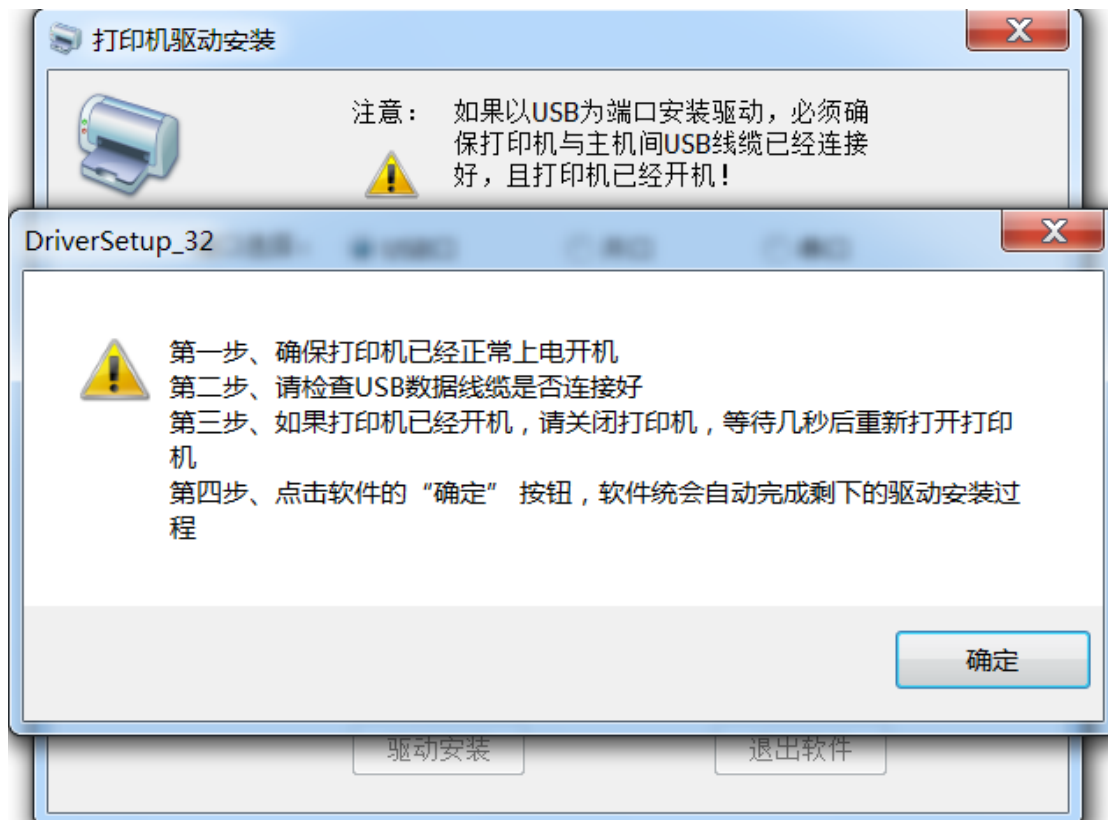 打印机驱动安装
注意： 如果以USB为端口安装驱动，必须确
保打印机与主机间USB线缆已经连接
好，且打印机已经开机！
DriverSetup_32
第一步、确保打印机已经正常上电开机
第二步、请检查USB数据线缆是否连接好
第三步、如果打印机已经开机，请关闭打印机，等待几秒后重新打开打印
机
第四步、点击软件的“确定” 按钮，软件统会自动完成剩下的驱动安装过
程
确定
驱动安装 退出软件